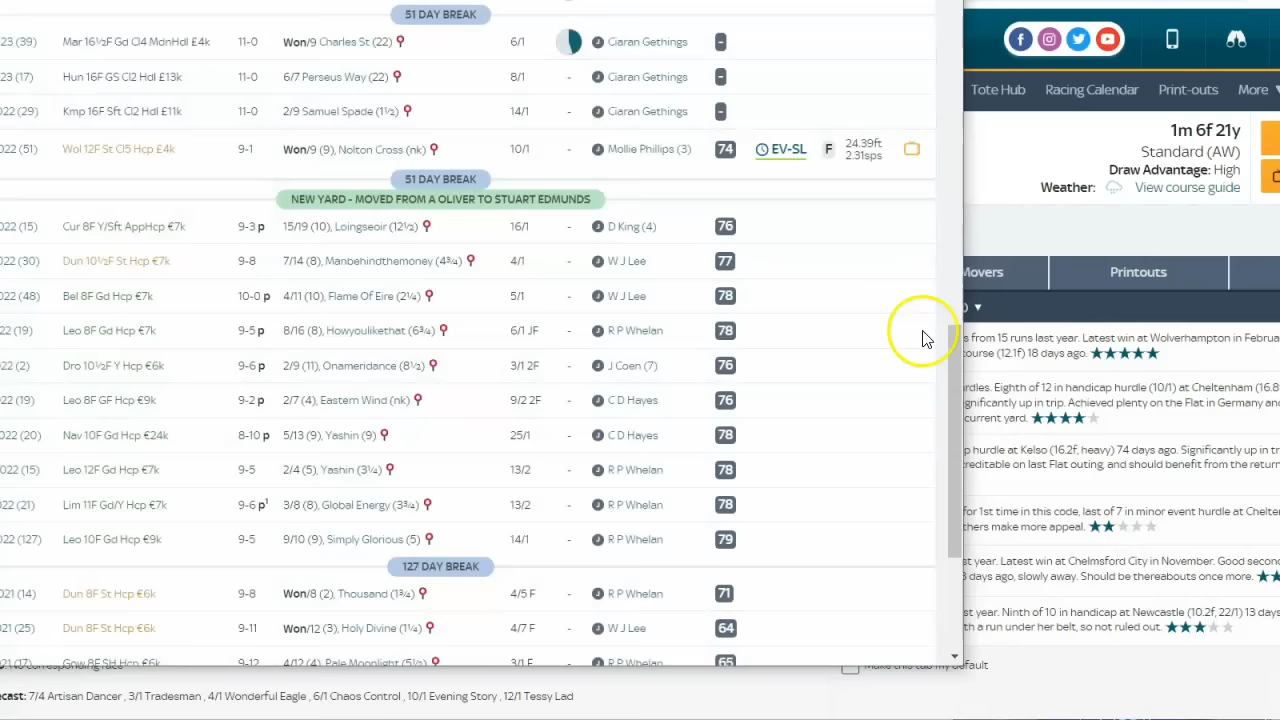 51 DAY BREAK
23 (39) Mar 16½F Gd Cl4 MdnHdl £4k 11-0 (22) 6/1 - J Ciaran Gethings -
Hun 16F GS Cl2 Hdl £13k 11-0 6/7 Perseus Way (22) 8/1 - J Ciaran Gethings -
Kmp 16F Sft Cl2 Hdl £11k 11-0 2/9 Samuel Spade (1½) 14/1 - J Ciaran Gethings -
022 (51) Wol 12F St Cl5 Hcp £4k 9-1 Won/9 (9), Nolton Cross (nk) 10/1 - J Mollie Phillips (3) 74 EV-SL F 24.39ft 2.31sps
51 DAY BREAK
NEW YARD - MOVED FROM A OLIVER TO STUART EDMUNDS
Cur 8F Y/Sft AppHcp €7k 9-3 p 15/19 (10), Loingseoir (12½) 16/1 - J D King (4) 76
022 (30) Dun 10½F St Hcp €7k 9-8 7/14 (8), Manbehindthemoney (4¾) 4/1 - J W J Lee 77
Bel 8F Gd Hcp €7k 10-0 p 4/11 (10), Flame Of Eire (2¼) 5/1 - J W J Lee 78
022 (19) Leo 8F Gd Hcp €7k 9-5 p 8/16 (8), Howyoulikethat (6¾) 6/1 JF - J R P Whelan 78
Dro 10½F Y Hcp €6k 2/9 (11), Onameridance (8½) 3/1 2F - J J Coen (7) 76
Leo 8F GF Hcp €9k 9-2 p 2/7 (4), Eastern Wind (nk) 9/2 2F - J C D Hayes 76
022 (20) Nav 10F Gd Hcp €24k 8-10 p 5/13 (9), Yashin (9) 25/1 - J C D Hayes 78
022 (15) Leo 12F Gd Hcp €7k 9-5 2/4 (5), Yashin (3¼) 13/2 - J R P Whelan 78
Lim 11F Gd/Y Hcp €7k 9-6 p¹ 2/8 (8), Global Energy (3¾) 13/2 - J R P Whelan 78
022 (127) Leo 10F Gd Hcp €9k 9-5 9/10 (9), Simply Glorious (5) 14/1 - J R P Whelan 79
127 DAY BREAK
021 (14) Dun 8F St Hcp €6k 9-8 Won/8 (2), Thousand (1¾) 4/5 F - J R P Whelan 71
Dun 8F St Hcp €6k 9-11 Won/12 (3), Holy Divine (1¼) 4/7 F - J W J Lee 64
Gow 8F SH Hcp €6k 4/12 (4), Pale Moonlight 3/1 F - J R P Whelan 65
Make this tab my default
ecast: 7/4 Artisan Dancer , 3/1 Tradesman , 4/1 Wonderful Eagle , 6/1 Chaos Control , 10/1 Evening Story , 12/1 Tessy Lad
Tote Hub Racing Calendar Print-outs More
1m 6f 21y
Standard (AW)
Draw Advantage: High
Weather: View course guide
Movers Printouts
s from 15 runs last year. Latest win at Wolverhampton in Februa
course (12.1f) 18 days ago.
rdles. Eighth of 12 in handicap hurdle (10/1) at Cheltenham (16.8
gnificantly up in trip. Achieved plenty on the Flat in Germany and
current yard.
p hurdle at Kelso (16.2f, heavy) 74 days ago. Significantly up in tr
creditable on last Flat outing, and should benefit from the return
for 1st time in this code, last of 7 in minor event hurdle at Chelte
thers make more appeal.
st year. Latest win at Chelmsford City in November. Good secon
days ago, slowly away. Should be thereabouts once more.
st year. Ninth of 10 in handicap at Newcastle (10.2f, 22/1) 13 days
th a run under her belt, so not ruled out.